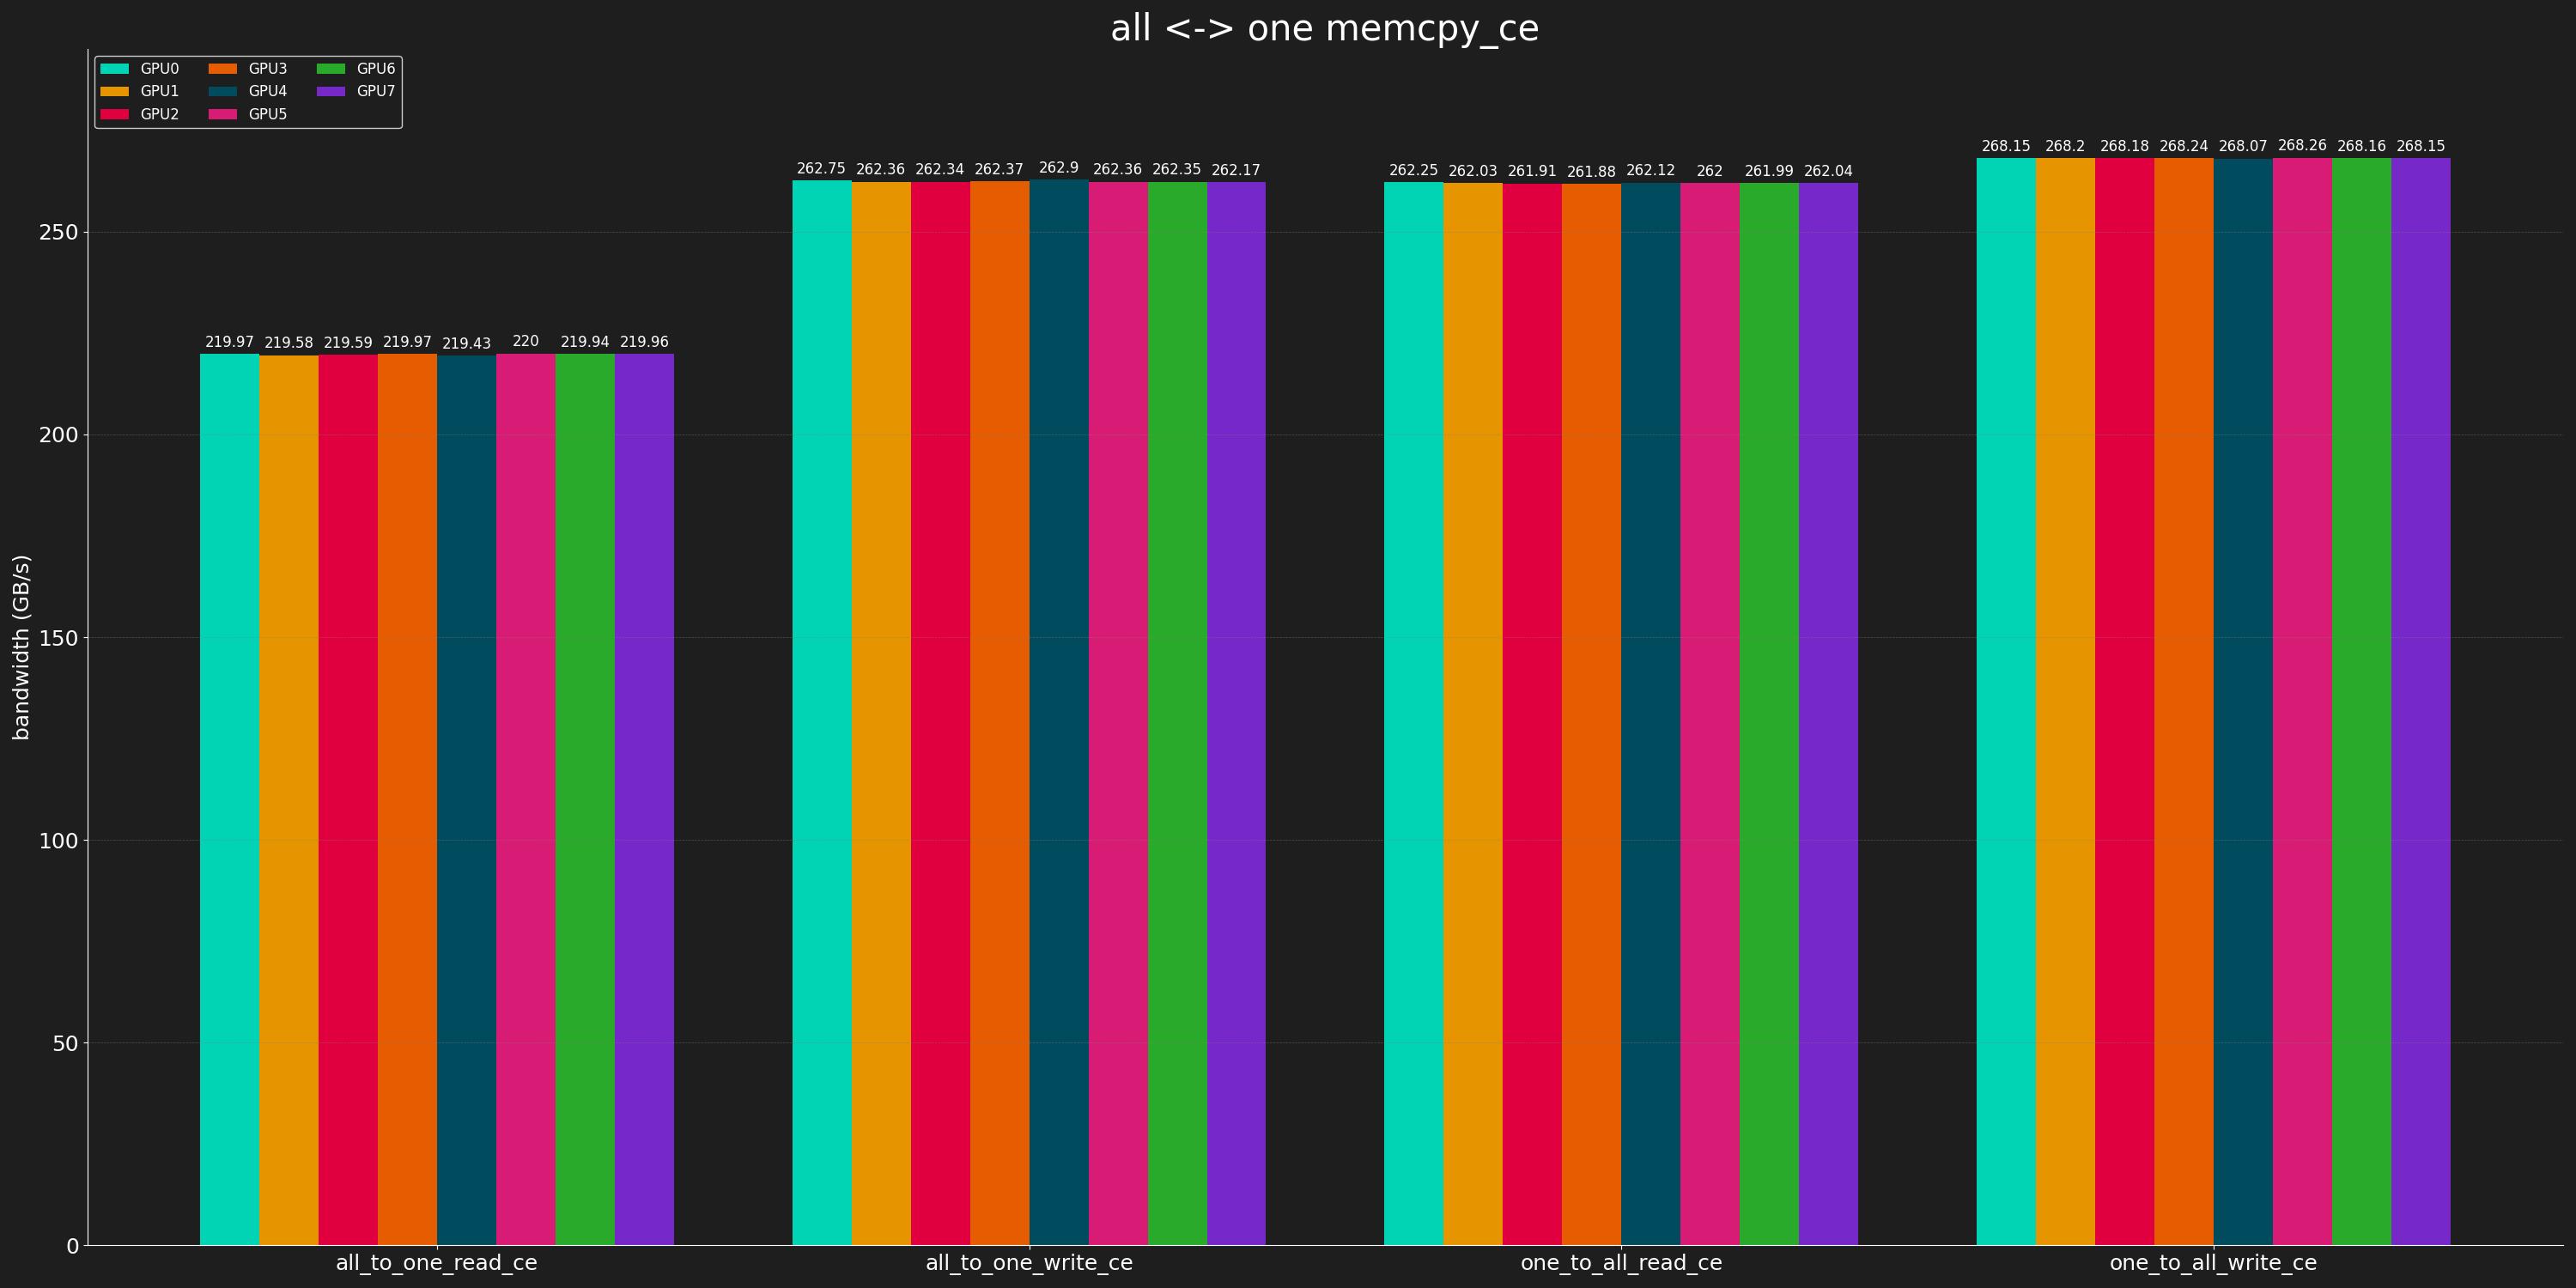 all <-> one memcpy_ce
GPU0 GPU3 GPU6
GPU1 GPU4 GPU7
GPU2 GPU5
268.15 268.2 268.18 268.24 268.07 268.26 268.16 268.15
262.75 262.36 262.34 262.37 262.9 262.36 262.35 262.17
262.25 262.03 261.91 261.88 262.12 262 261.99 262.04
250
219.97 219.58 219.59 219.97 219.43 220 219.94 219.96
200
150
bandwidth (GB/s)
100
50
0
all_to_one_read_ce all_to_one_write_ce one_to_all_read_ce one_to_all_write_ce